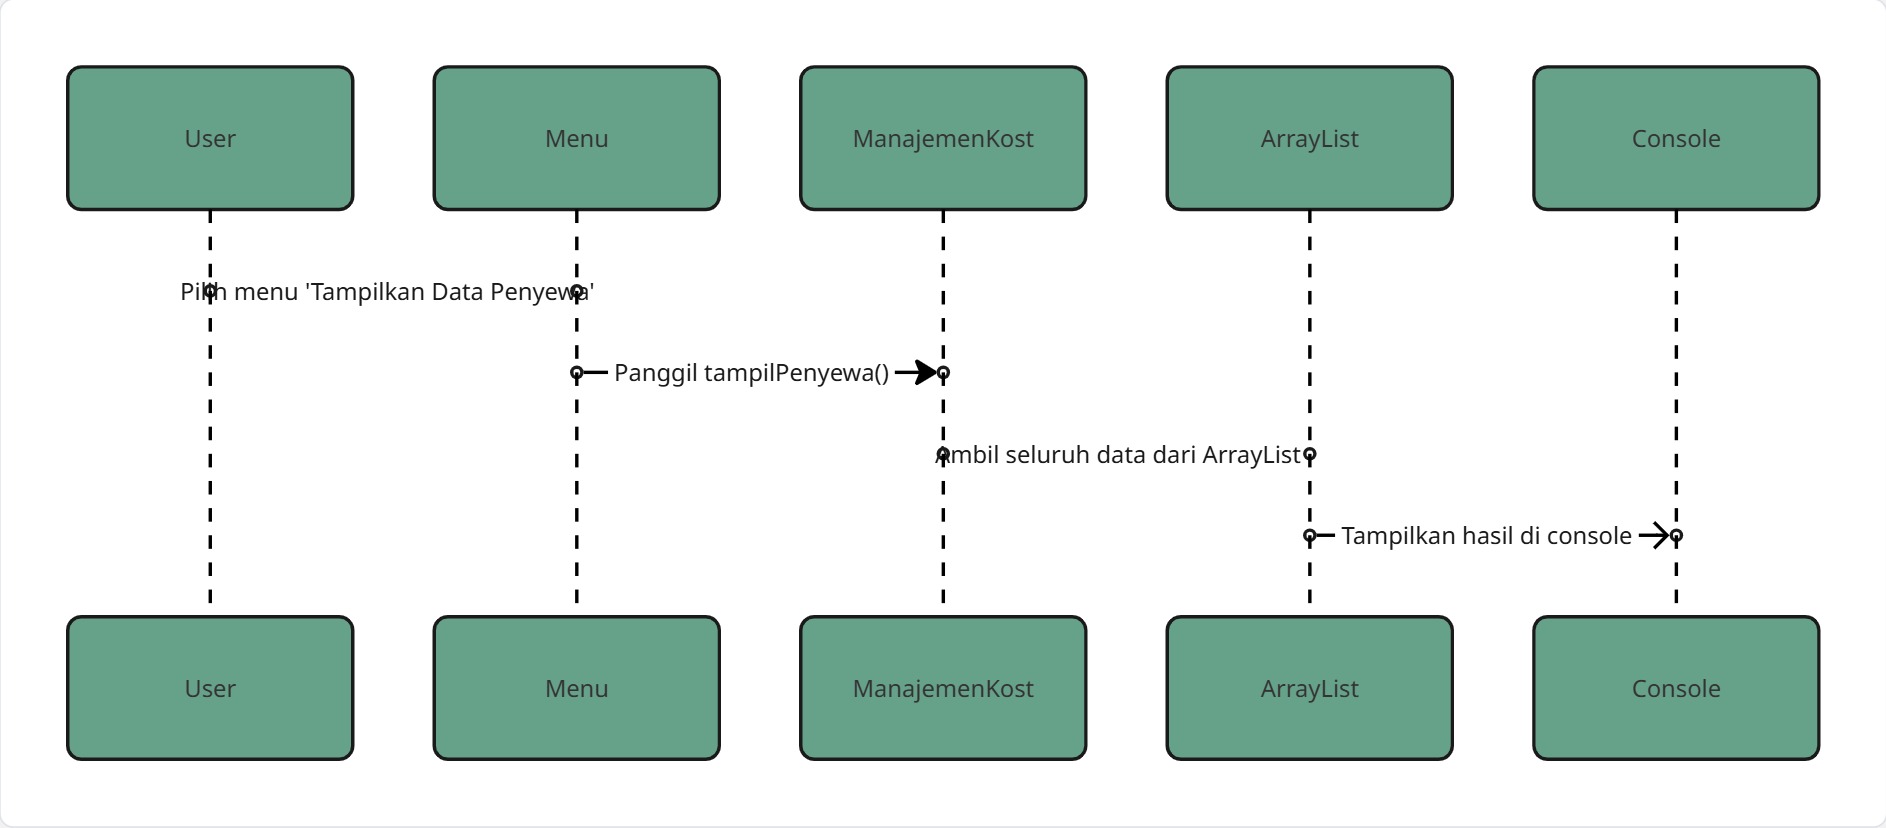 User
Menu
ManajemenKost
ArrayList
Console
Pilih menu 'Tampilkan Data Penyewa'
Panggil tampilPenyewa()
Ambil seluruh data dari ArrayList
Tampilkan hasil di console
User
Menu
ManajemenKost
ArrayList
Console